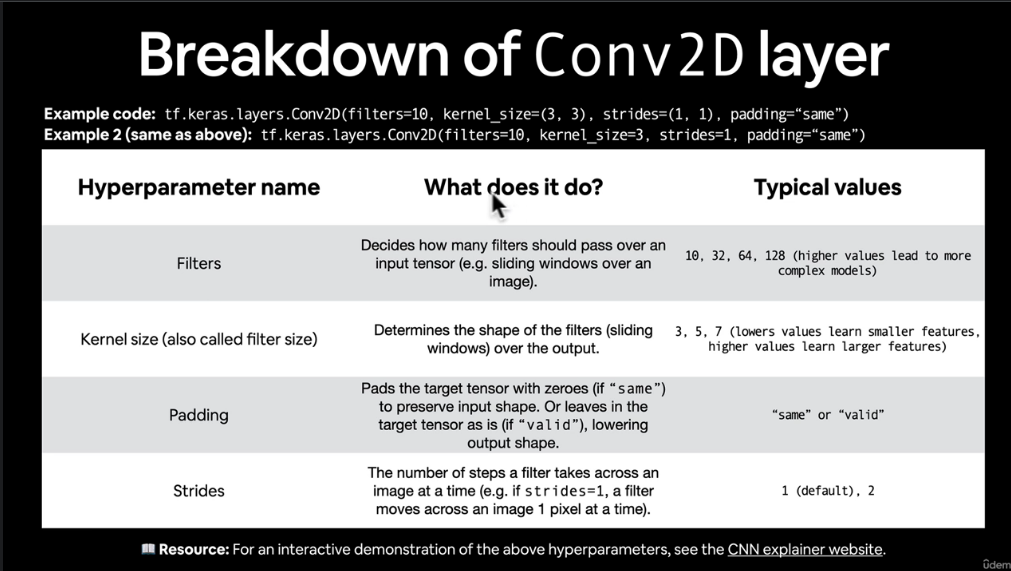 Breakdown of Conv2D layer
Example code: tf.keras.layers.Conv2D(filters=10, kernel_size=(3, 3), strides=(1, 1), padding=“same”)
Example 2 (same as above): tf.keras.layers.Conv2D(filters=10, kernel_size=3, strides=1, padding=“same”)
Hyperparameter name
What does it do?
Typical values
Filters
Decides how many filters should pass over an
input tensor (e.g. sliding windows over an
image).
10, 32, 64, 128 (higher values lead to more
complex models)
Kernel size (also called filter size)
Determines the shape of the filters (sliding
windows) over the output.
3, 5, 7 (lowers values learn smaller features,
higher values learn larger features)
Padding
Pads the target tensor with zeroes (if “same”)
to preserve input shape. Or leaves in the
target tensor as is (if “valid”), lowering
output shape.
“same” or “valid”
Strides
The number of steps a filter takes across an
image at a time (e.g. if strides=1, a filter
moves across an image 1 pixel at a time).
1 (default), 2
📖 Resource: For an interactive demonstration of the above hyperparameters, see the CNN explainer website.